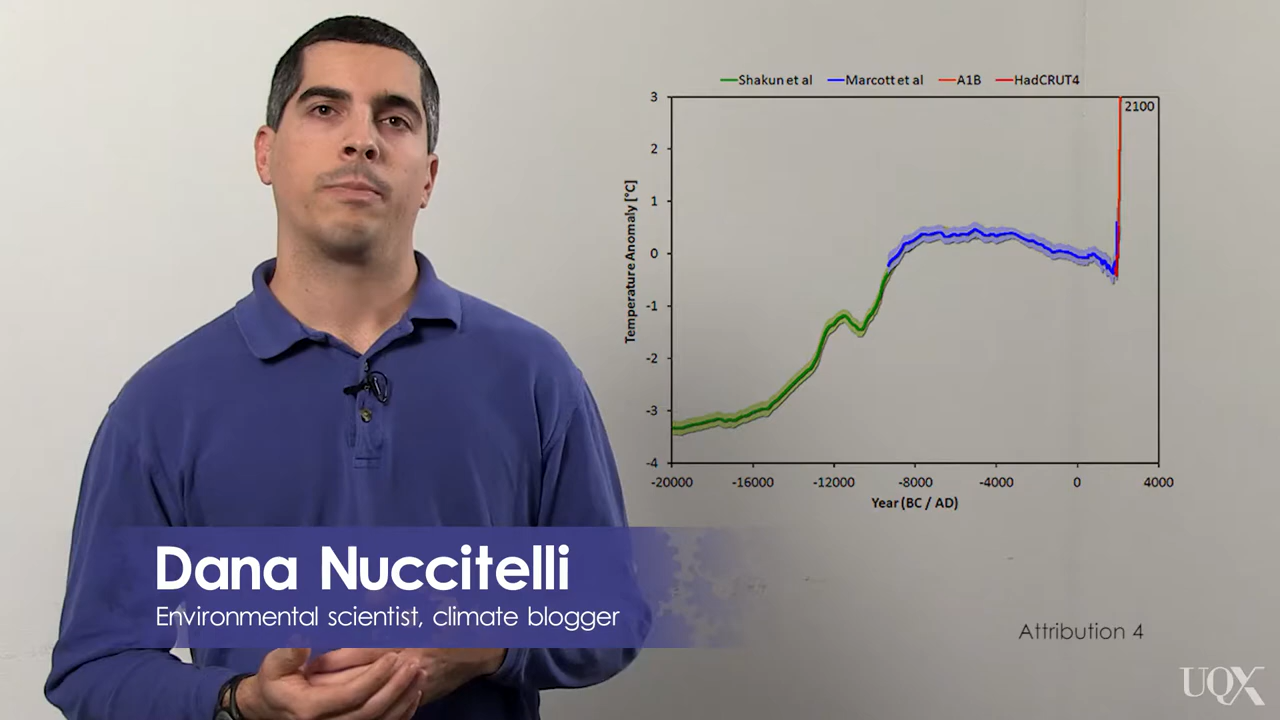 Shakun et al Marcott et al A1B HadCRUT4
3
2100
2
1
0
-1
-2
-3
-4
Temperature Anomaly [°C]
-20000 -16000 -12000 -8000 -4000 0 4000
Year (BC / AD)
Dana Nuccitelli
Environmental scientist, climate blogger
Attribution 4
UQX